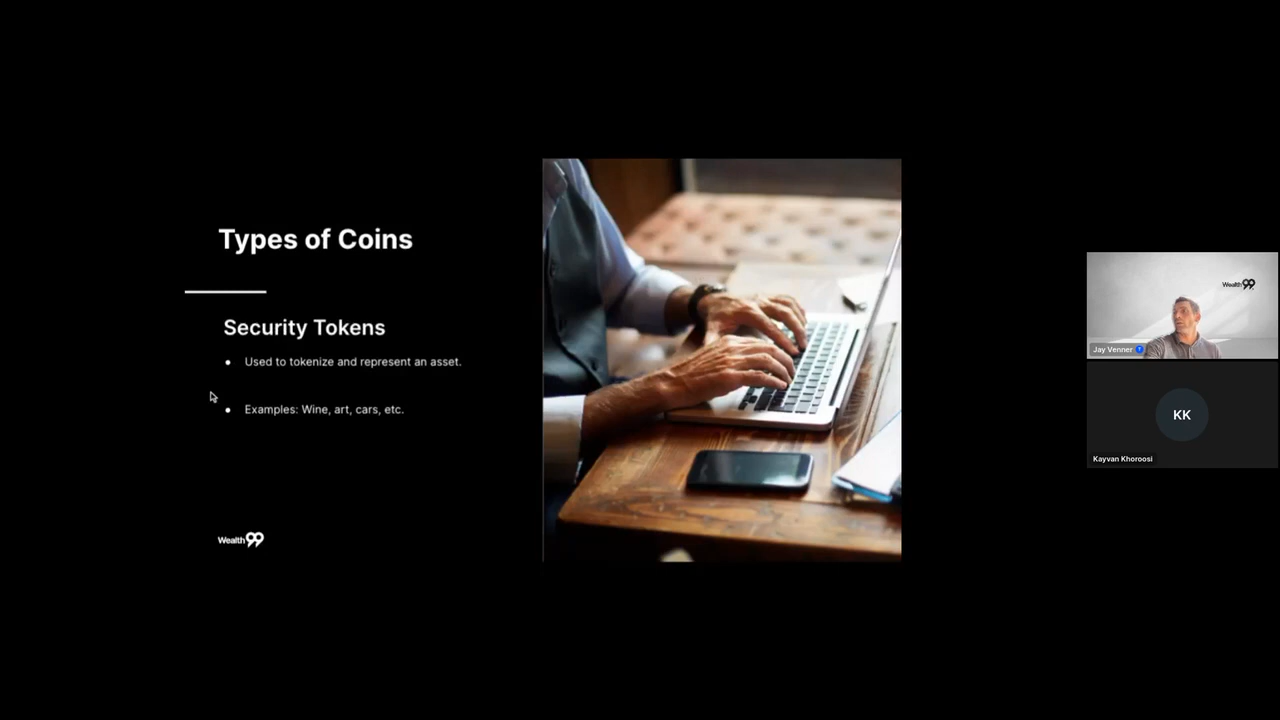 Types of Coins
Security Tokens
● Used to tokenize and represent an asset.
● Examples: Wine, art, cars, etc.
Wealth99
Wealth99
Jay Venner
KK
Kayvan Khoroosi